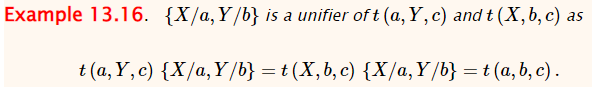 Example 13.16. {X/a, Y/b} is a unifier of t (a, Y, c) and t (X, b, c) as
t (a, Y, c) {X/a, Y/b} = t (X, b, c) {X/a, Y/b} = t (a, b, c) .